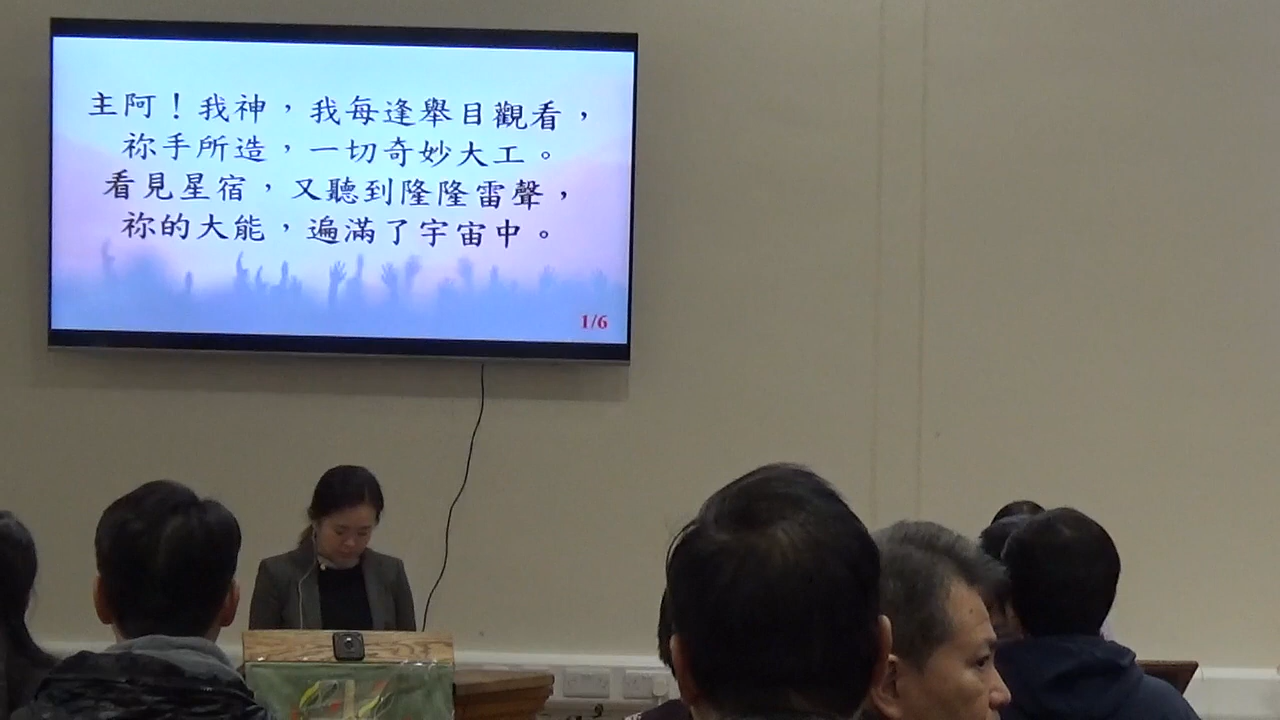 主阿！我神，我每逢舉目觀看，
祢手所造，一切奇妙大工。
看見星宿，又聽到隆隆雷聲，
祢的大能，遍滿了宇宙中。
1/6